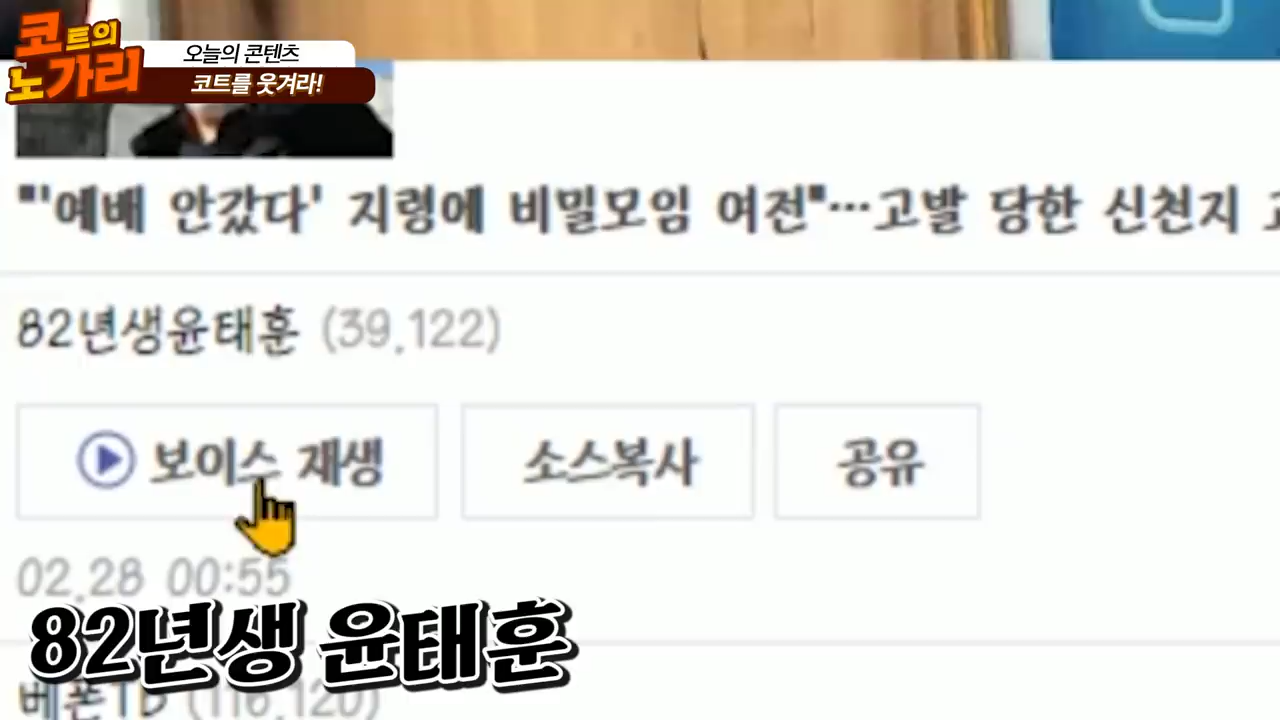 코트의
노가리
오늘의 콘텐츠
코트를 웃겨라!
"'예배 안갔다' 지령에 비밀모임 여전"…고발 당한 신천지
82년생윤태훈 (39,122)
보이스 재생
소스복사
공유
02.28 00:55
82년생 윤태훈
(116,120)